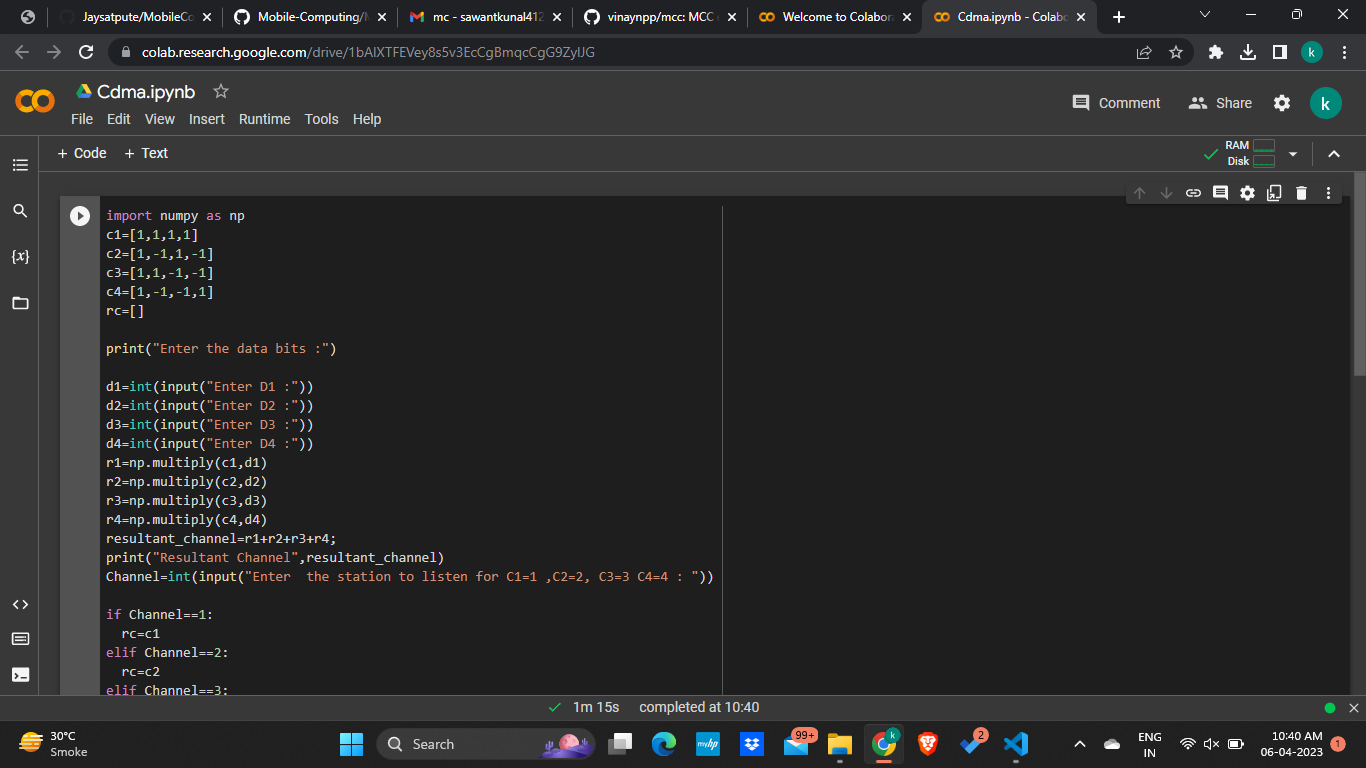 Jaysatpute/MobileCo
Mobile-Computing/
mc - sawantkunal412
vinaynpp/mcc: MCC
Welcome to Colabor
Cdma.ipynb - Colab
colab.research.google.com/drive/1bAlXTFEVey8s5v3EcCgBmqcCgG9ZylJG
k
Cdma.ipynb
File Edit View Insert Runtime Tools Help
Comment Share k
+ Code + Text
RAM
Disk
{x}
import numpy as np
c1=[1,1,1,1]
c2=[1,-1,1,-1]
c3=[1,1,-1,-1]
c4=[1,-1,-1,1]
rc=[]
print("Enter the data bits :")
d1=int(input("Enter D1 :"))
d2=int(input("Enter D2 :"))
d3=int(input("Enter D3 :"))
d4=int(input("Enter D4 :"))
r1=np.multiply(c1,d1)
r2=np.multiply(c2,d2)
r3=np.multiply(c3,d3)
r4=np.multiply(c4,d4)
resultant_channel=r1+r2+r3+r4;
print("Resultant Channel",resultant_channel)
Channel=int(input("Enter  the station to listen for C1=1 ,C2=2, C3=3 C4=4 : "))
if Channel==1:
  rc=c1
elif Channel==2:
  rc=c2
elif Channel==3:
1m 15s completed at 10:40
30°C
Smoke
Search
myhp
99+
k
2
ENG
IN
10:40 AM
06-04-2023
1